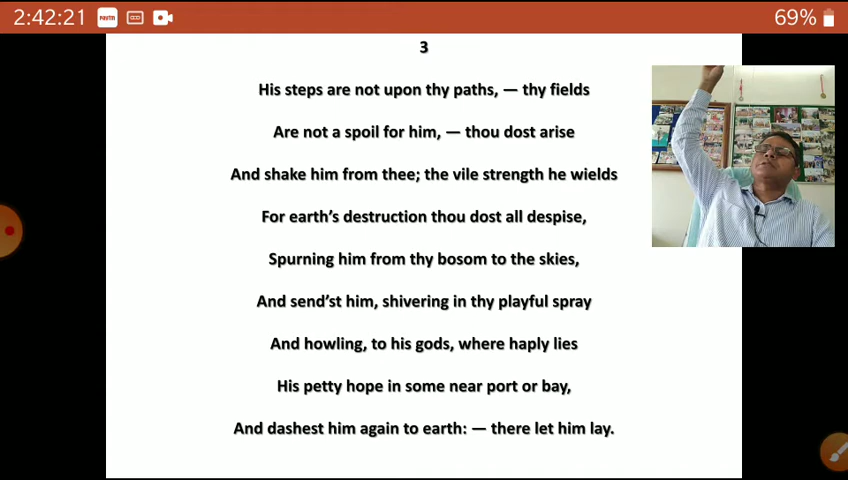 2:42:21
PAYTM
69%
3
His steps are not upon thy paths, — thy fields
Are not a spoil for him, — thou dost arise
And shake him from thee; the vile strength he wields
For earth’s destruction thou dost all despise,
Spurning him from thy bosom to the skies,
And send’st him, shivering in thy playful spray
And howling, to his gods, where haply lies
His petty hope in some near port or bay,
And dashest him again to earth: — there let him lay.